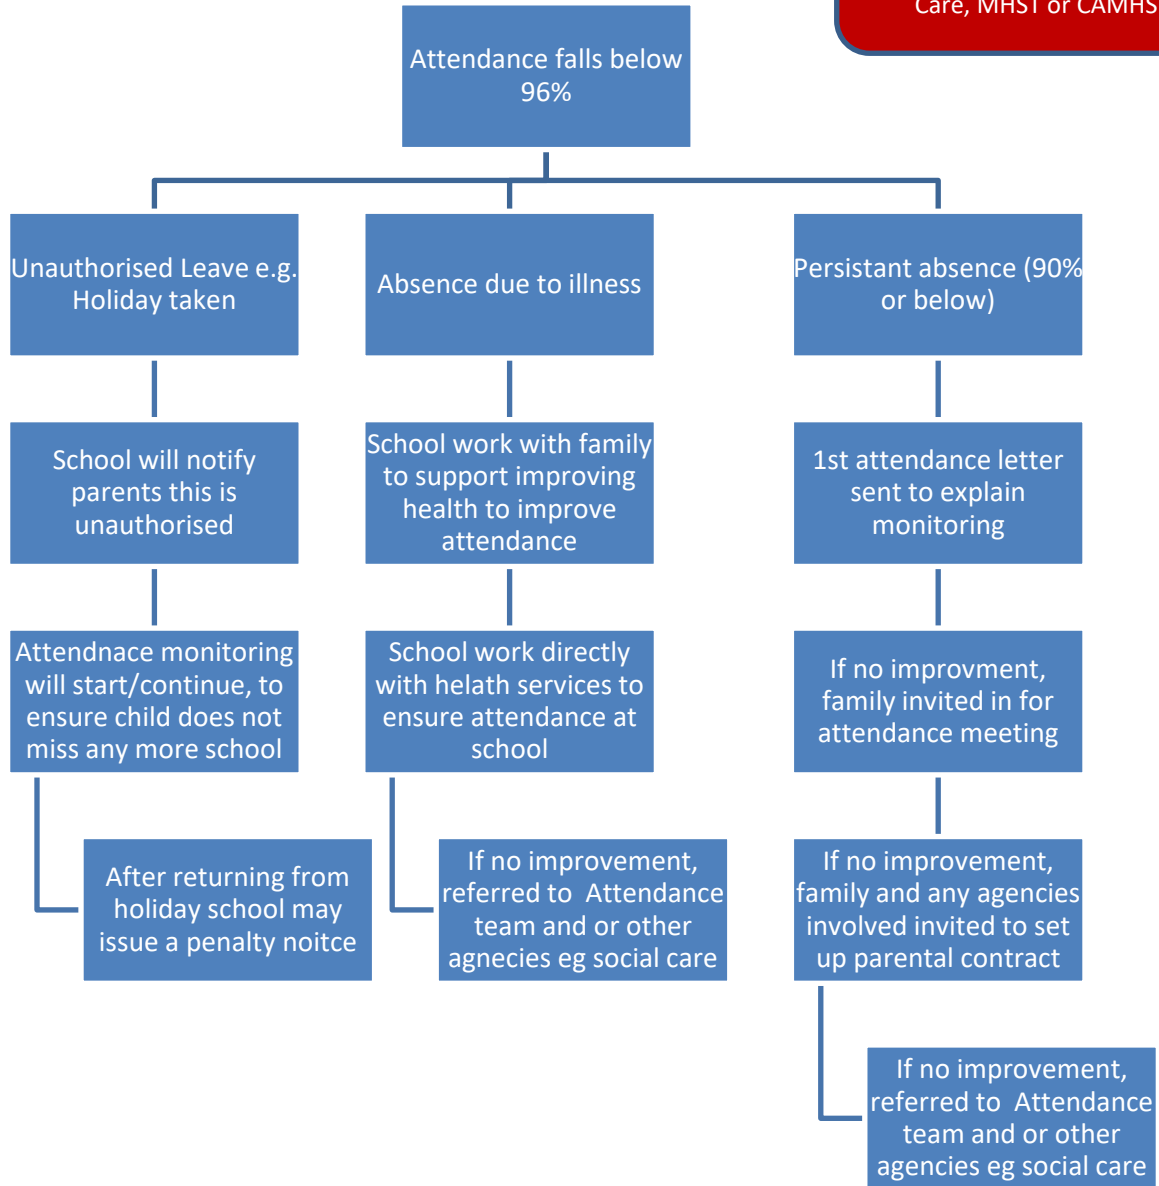 Care, MHST or CAMHS
Attendance falls below
96%
Unauthorised Leave e.g.
Holiday taken
Absence due to illness
Persistant absence (90%
or below)
School will notify
parents this is
unauthorised
School work with family
to support improving
health to improve
attendance
1st attendance letter
sent to explain
monitoring
Attendnace monitoring
will start/continue, to
ensure child does not
miss any more school
School work directly
with helath services to
ensure attendance at
school
If no improvment,
family invited in for
attendance meeting
After returning from
holiday school may
issue a penalty noitce
If no improvement,
referred to  Attendance
team and or other
agnecies eg social care
If no improvement,
family and any agencies
involved invited to set
up parental contract
If no improvement,
referred to  Attendance
team and or other
agencies eg social care